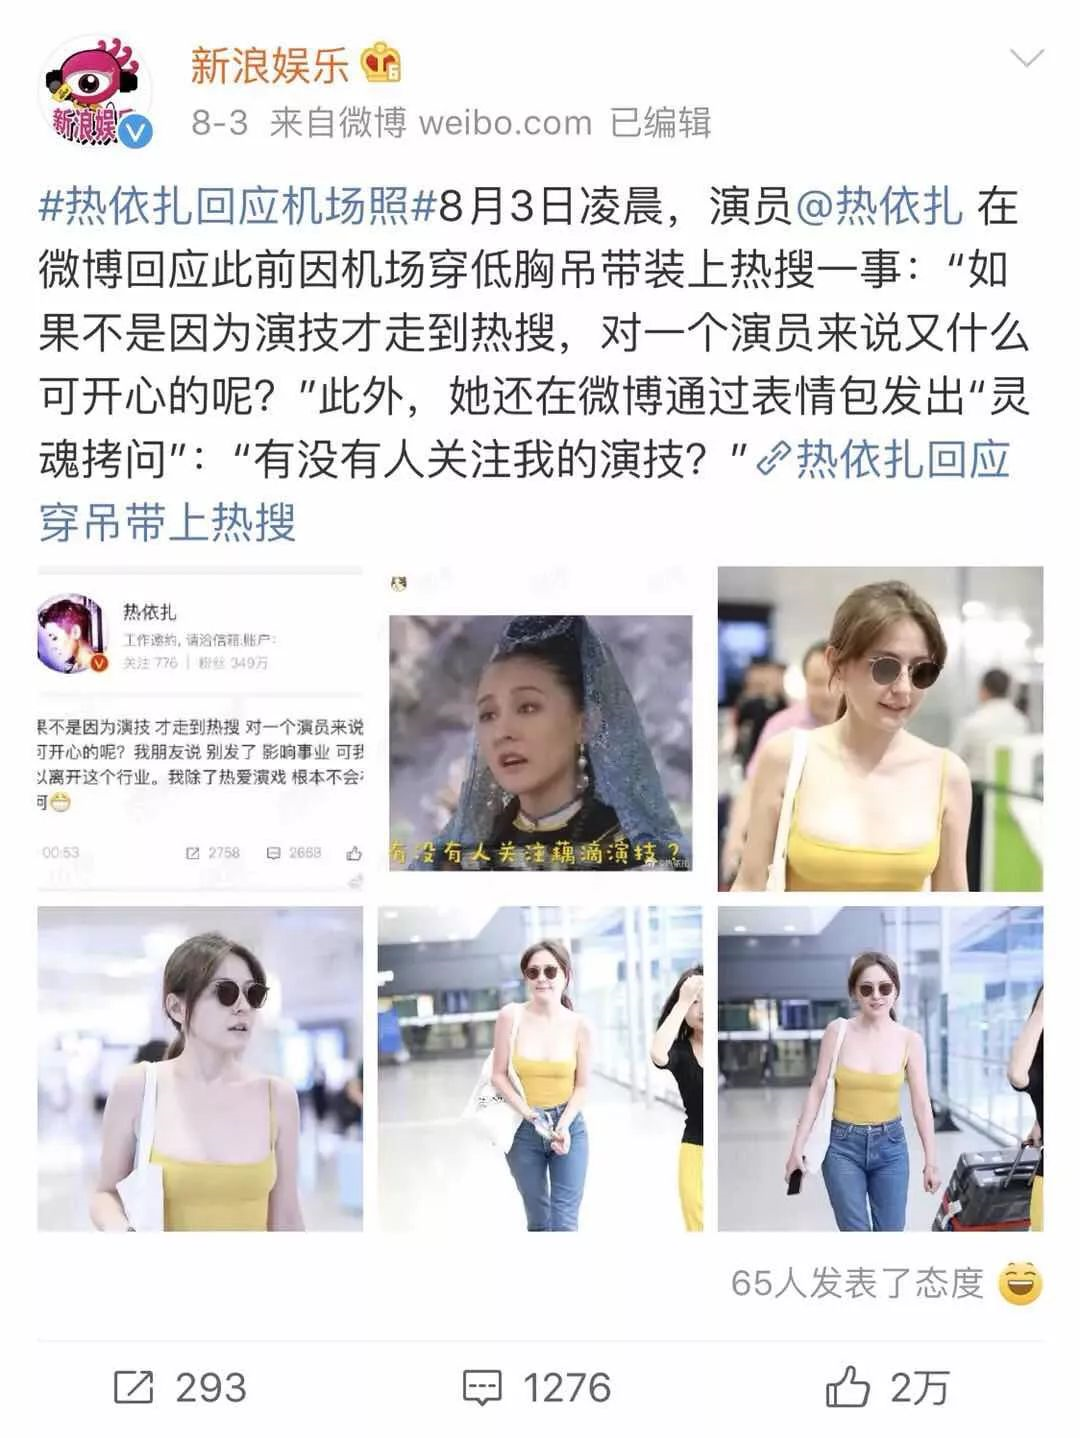 新浪娱乐
8-3 来自微博 weibo.com 已编辑
#热依扎回应机场照#8月3日凌晨，演员@热依扎 在
微博回应此前因机场穿低胸吊带装上热搜一事：“如
果不是因为演技才走到热搜，对一个演员来说又什么
可开心的呢？”此外，她还在微博通过表情包发出“灵
魂拷问”：“有没有人关注我的演技？”热依扎回应
穿吊带上热搜
热依扎
工作邀约, 请洽信箱.账户:
关注 776 | 粉丝 349万
果不是因为演技 才走到热搜 对一个演员来说
可开心的呢？我朋友说 别发了 影响事业 可我
以离开这个行业。我除了热爱演戏 根本不会
何
00:53
2758
2669
有没有人关注藕滴演技？
65人发表了态度
293
1276
2万